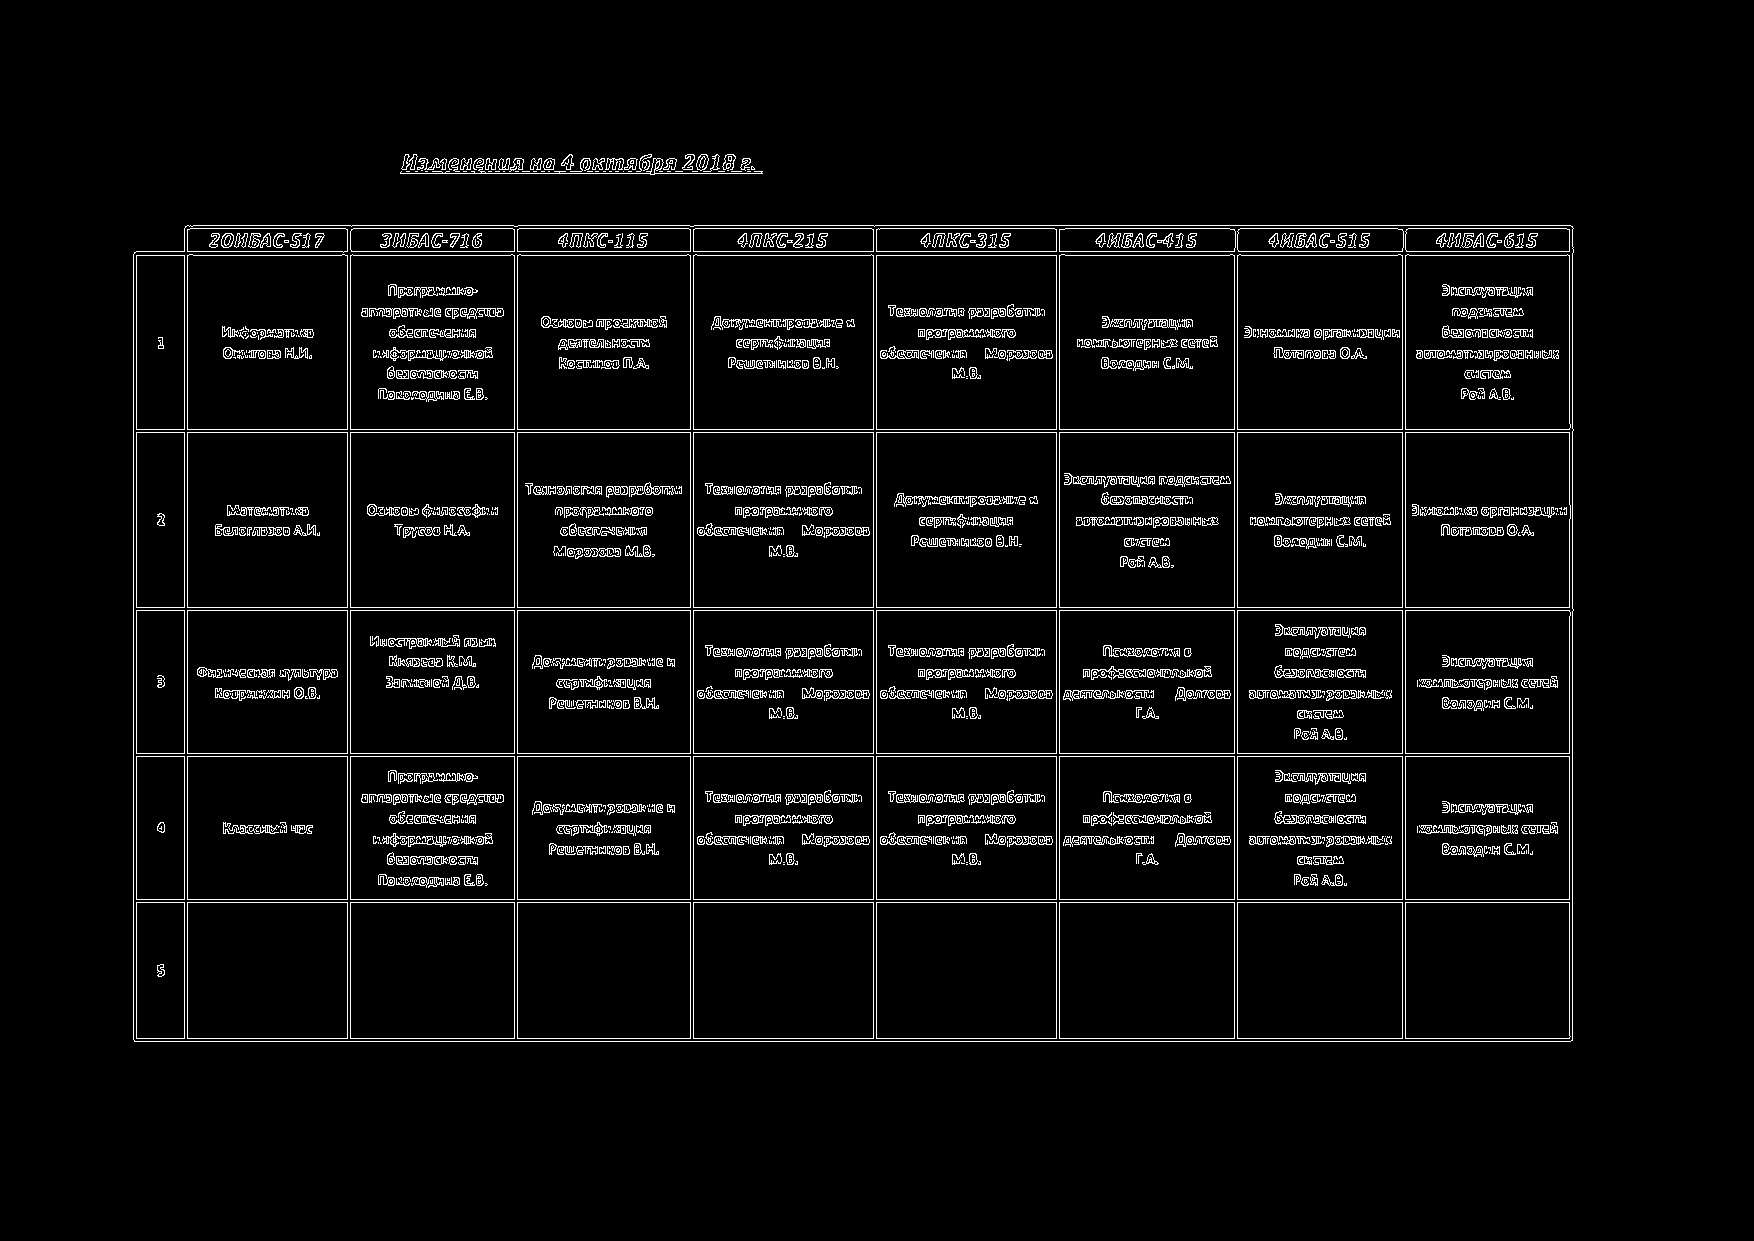 Изменения на 4 октября 2018 г.
2ОИБАС-517 3ИБАС-716 4ПКС-115 4ПКС-215 4ПКС-315 4ИБАС-415 4ИБАС-515 4ИБАС-615
1
Информатика
Ожигова Н.И.
Программно-
аппаратные средства
обеспечения
информационной
безопасности
Поколодина Е.В.
Основы проектной
деятельности
Костиков П.А.
Документирование и
сертификация
Решетников В.Н.
Технология разработки
программного
обеспечения Морозова
М.В.
Эксплуатация
компьютерных сетей
Володин С.М.
Экномика организации
Потапова О.А.
Эксплуатация
подсистем
безопасности
автоматизированных
систем
Рой А.В.
2
Математика
Белоглазов А.И.
Основы философии
Трусов Н.А.
Технология разработки
программного
обеспечения
Морозова М.В.
Технология разработки
программного
обеспечения Морозова
М.В.
Документирование и
сертификация
Решетников В.Н.
Эксплуатация подсистем
безопасности
автоматизированных
систем
Рой А.В.
Эксплуатация
компьютерных сетей
Володин С.М.
Экномика организации
Потапова О.А.
3
Физическая культура
Ковринкин О.В.
Иностранный язык
Князева К.М.
Записной Д.В.
Документирование и
сертификация
Решетников В.Н.
Технология разработки
программного
обеспечения Морозова
М.В.
Технология разработки
программного
обеспечения Морозова
М.В.
Психология в
профессиональной
деятельности Долгова
Г.А.
Эксплуатация
подсистем
безопасности
автоматизированных
систем
Рой А.В.
Эксплуатация
компьютерных сетей
Володин С.М.
4
Классный час
Программно-
аппаратные средства
обеспечения
информационной
безопасности
Поколодина Е.В.
Документирование и
сертификация
Решетников В.Н.
Технология разработки
программного
обеспечения Морозова
М.В.
Технология разработки
программного
обеспечения Морозова
М.В.
Психология в
профессиональной
деятельности Долгова
Г.А.
Эксплуатация
подсистем
безопасности
автоматизированных
систем
Рой А.В.
Эксплуатация
компьютерных сетей
Володин С.М.
5